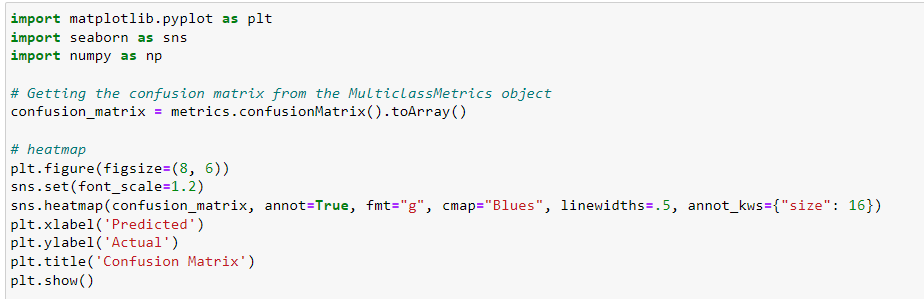 import matplotlib.pyplot as plt
import seaborn as sns
import numpy as np
# Getting the confusion matrix from the MulticlassMetrics object
confusion_matrix = metrics.confusionMatrix().toArray()
# heatmap
plt.figure(figsize=(8, 6))
sns.set(font_scale=1.2)
sns.heatmap(confusion_matrix, annot=True, fmt="g", cmap="Blues", linewidths=.5, annot_kws={"size": 16})
plt.xlabel('Predicted')
plt.ylabel('Actual')
plt.title('Confusion Matrix')
plt.show()